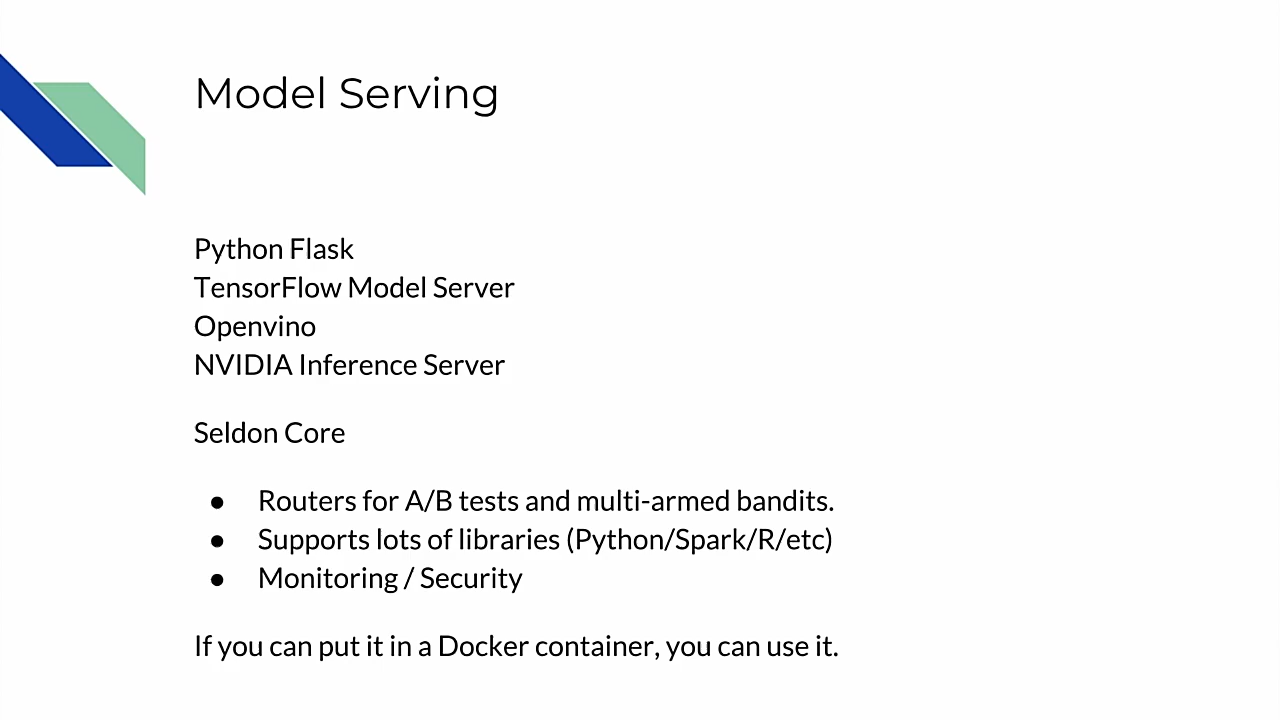 Model Serving
Python Flask
TensorFlow Model Server
Openvino
NVIDIA Inference Server
Seldon Core
● Routers for A/B tests and multi-armed bandits.
● Supports lots of libraries (Python/Spark/R/etc)
● Monitoring / Security
If you can put it in a Docker container, you can use it.